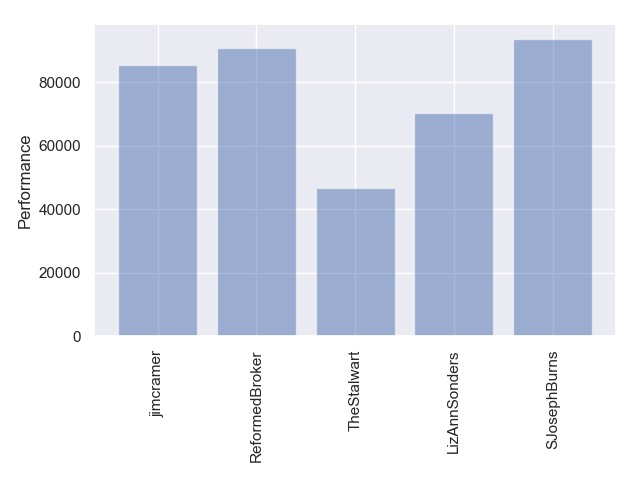 Performance
80000
60000
40000
20000
0
jimcramer
ReformedBroker
TheStalwart
LizAnnSonders
SJosephBurns